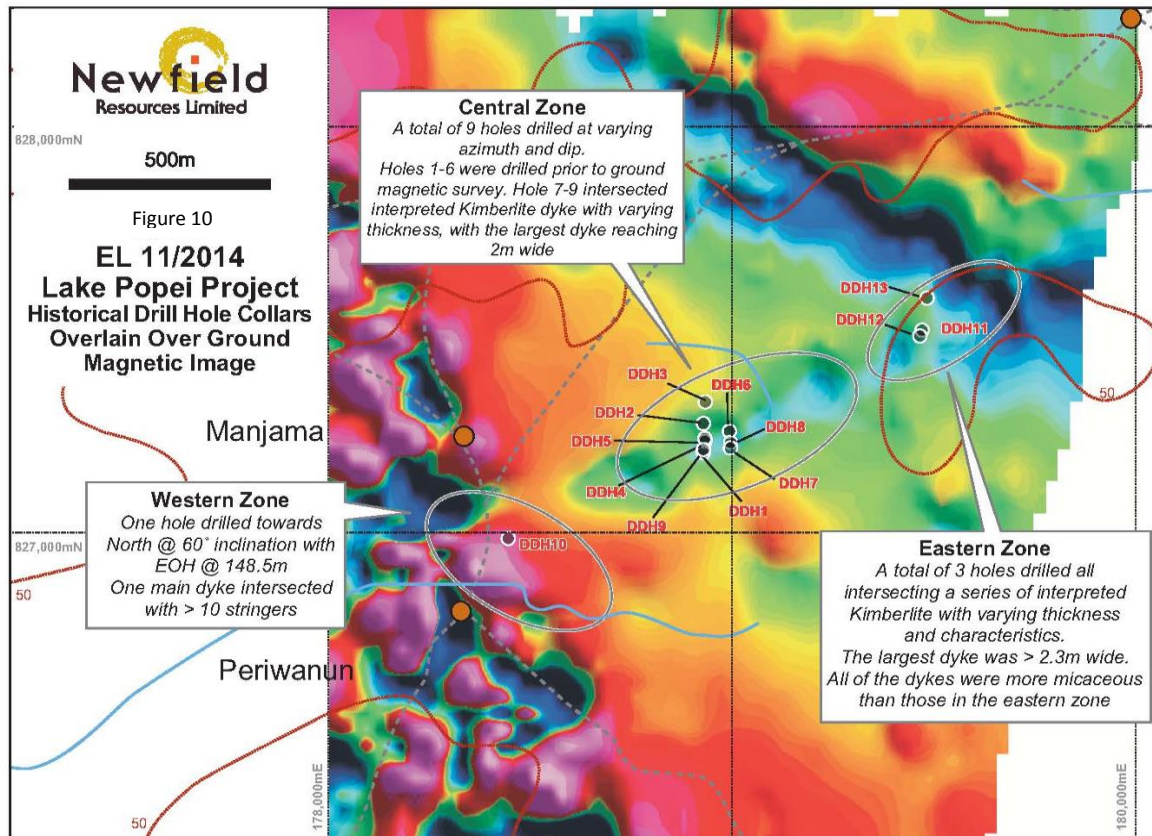 Newfield
Resources Limited
828,000mN
500m
Figure 10
EL 11/2014
Lake Popei Project
Historical Drill Hole Collars
Overlain Over Ground
Magnetic Image
Central Zone
A total of 9 holes drilled at varying
azimuth and dip.
Holes 1-6 were drilled prior to ground
magnetic survey. Hole 7-9 intersected
interpreted Kimberlite dyke with varying
thickness, with the largest dyke reaching
2m wide
DDH13
DDH12
DDH11
DDH3
DDH6
DDH2
DDH8
DDH5
DDH4
DDH7
DDH9
DDH1
50
Manjama
Western Zone
One hole drilled towards
North @ 60° inclination with
EOH @ 148.5m
One main dyke intersected
with > 10 stringers
DDH10
827,000mN
50
Eastern Zone
A total of 3 holes drilled all
intersecting a series of interpreted
Kimberlite with varying thickness
and characteristics.
The largest dyke was > 2.3m wide.
All of the dykes were more micaceous
than those in the eastern zone
Periwanun
50
178,000mE
180,000mE